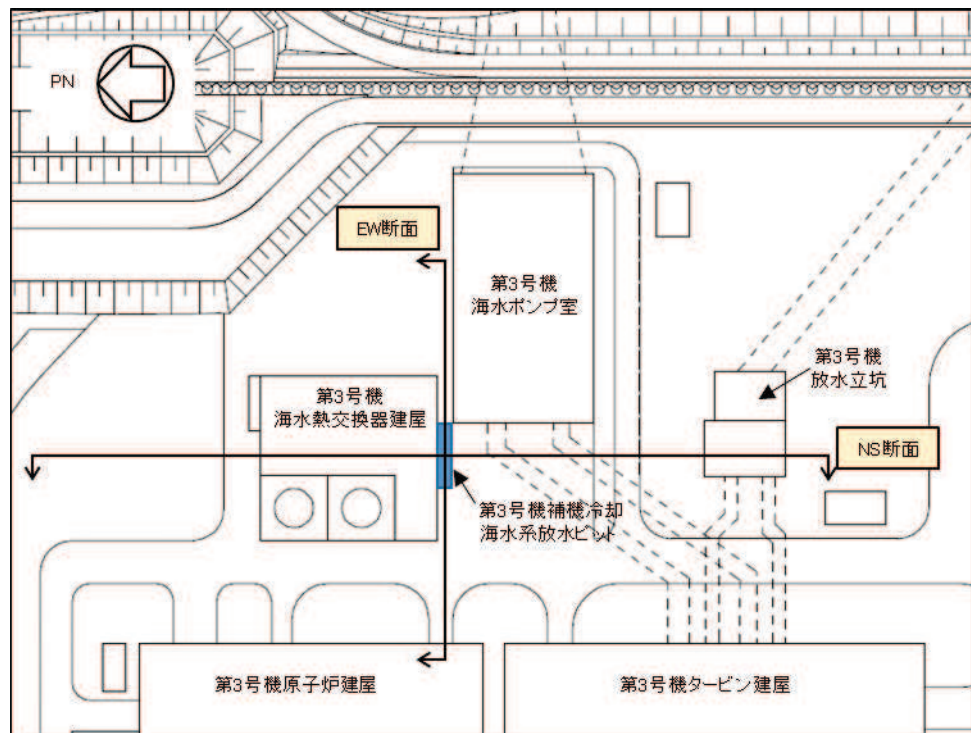 PN
EW断面
第3号機
海水ポンプ室
第3号機
放水立坑
第3号機
海水熱交換器建屋
NS断面
第3号機補機冷却
海水系放水ピット
第3号機原子炉建屋
第3号機タービン建屋